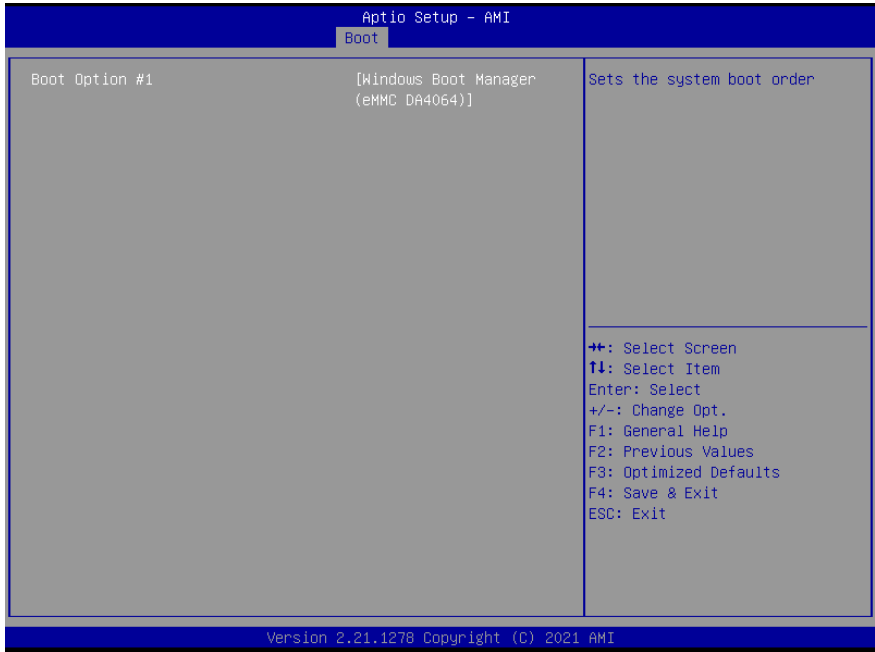 Aptio Setup – AMI
Boot
Boot Option #1 [Windows Boot Manager
(eMMC DA4064)]
Sets the system boot order
→←: Select Screen
↑↓: Select Item
Enter: Select
+/-: Change Opt.
F1: General Help
F2: Previous Values
F3: Optimized Defaults
F4: Save & Exit
ESC: Exit
Version 2.21.1278 Copyright (C) 2021 AMI